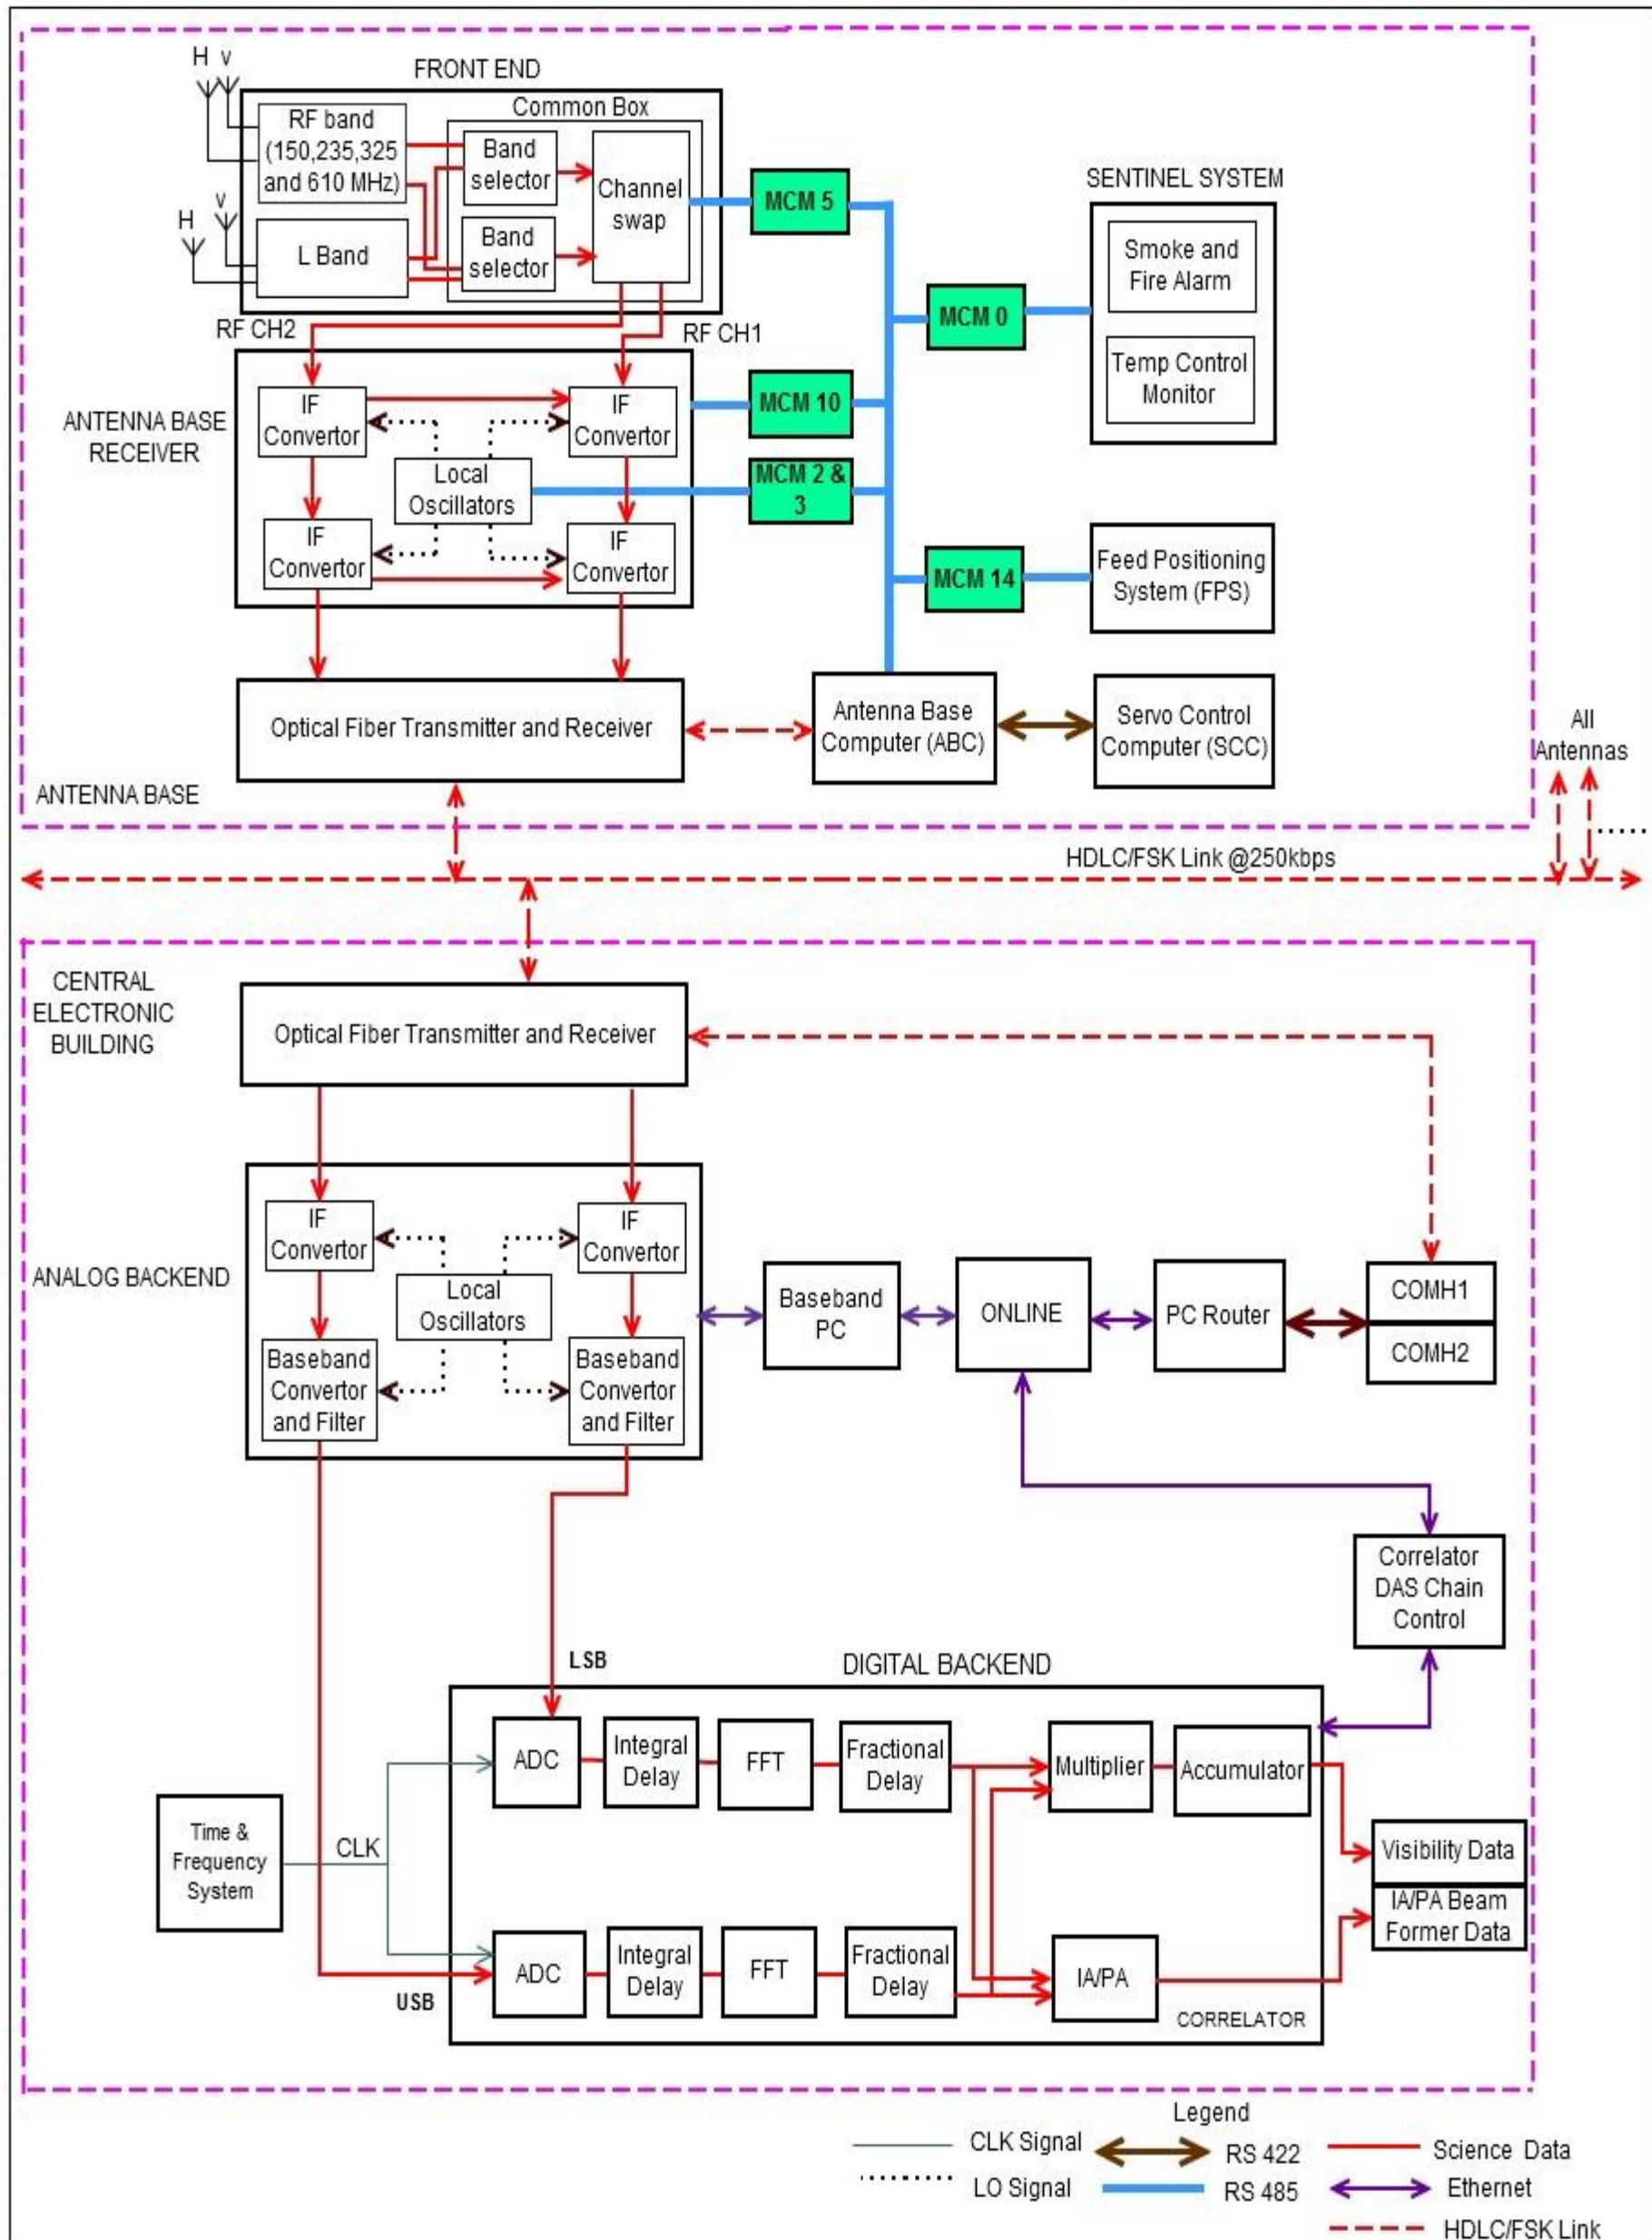 H v
FRONT END
RF band
(150,235,325
and 610 MHz)
Common Box
Band
selector
Channel
swap
H
v
L Band
Band
selector
MCM 5
SENTINEL SYSTEM
Smoke and
Fire Alarm
Temp Control
Monitor
MCM 0
RF CH2
RF CH1
ANTENNA BASE
RECEIVER
IF
Convertor
IF
Convertor
Local
Oscillators
IF
Convertor
IF
Convertor
MCM 10
MCM 2 &
3
MCM 14
Feed Positioning
System (FPS)
Optical Fiber Transmitter and Receiver
Antenna Base
Computer (ABC)
Servo Control
Computer (SCC)
All
Antennas
ANTENNA BASE
HDLC/FSK Link @250kbps
CENTRAL
ELECTRONIC
BUILDING
Optical Fiber Transmitter and Receiver
ANALOG BACKEND
IF
Convertor
IF
Convertor
Local
Oscillators
Baseband
Convertor
and Filter
Baseband
Convertor
and Filter
Baseband
PC
ONLINE
PC Router
COMH1
COMH2
Correlator
DAS Chain
Control
LSB
DIGITAL BACKEND
ADC
Integral
Delay
FFT
Fractional
Delay
Multiplier
Accumulator
Time &
Frequency
System
CLK
Visibility Data
IA/PA Beam
Former Data
USB
ADC
Integral
Delay
FFT
Fractional
Delay
IA/PA
CORRELATOR
Legend
CLK Signal
RS 422
Science Data
LO Signal
RS 485
Ethernet
HDLC/FSK Link